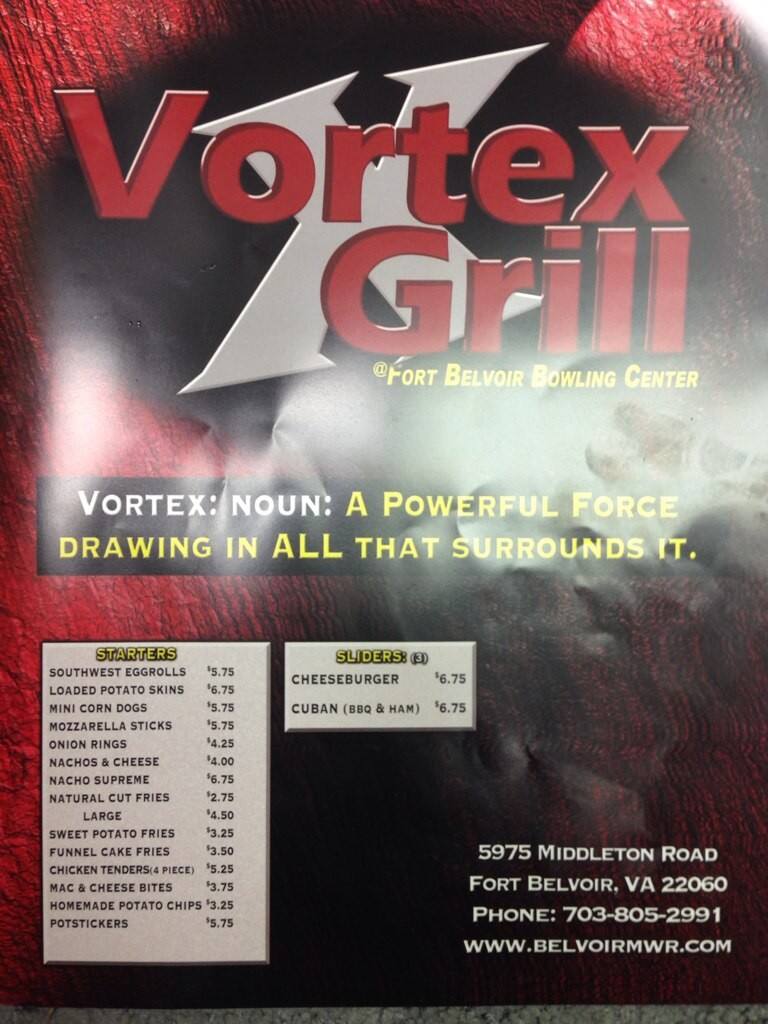 Vortex
Grill
@FORT BELVOIR BOWLING CENTER
VORTEX: NOUN: A POWERFUL FORCE
DRAWING IN ALL THAT SURROUNDS IT.
STARTERS
SOUTHWEST EGGROLLS $5.75
LOADED POTATO SKINS $6.75
MINI CORN DOGS $5.75
MOZZARELLA STICKS $5.75
ONION RINGS $4.25
NACHOS & CHEESE $4.00
NACHO SUPREME $6.75
NATURAL CUT FRIES $2.75
LARGE $4.50
SWEET POTATO FRIES $3.25
FUNNEL CAKE FRIES $3.50
CHICKEN TENDERS(4 PIECE) $5.25
MAC & CHEESE BITES $3.75
HOMEMADE POTATO CHIPS $3.25
POTSTICKERS $5.75
SLIDERS: (3)
CHEESEBURGER $6.75
CUBAN (BBQ & HAM) $6.75
5975 MIDDLETON ROAD
FORT BELVOIR, VA 22060
PHONE: 703-805-2991
WWW.BELVOIRMWR.COM